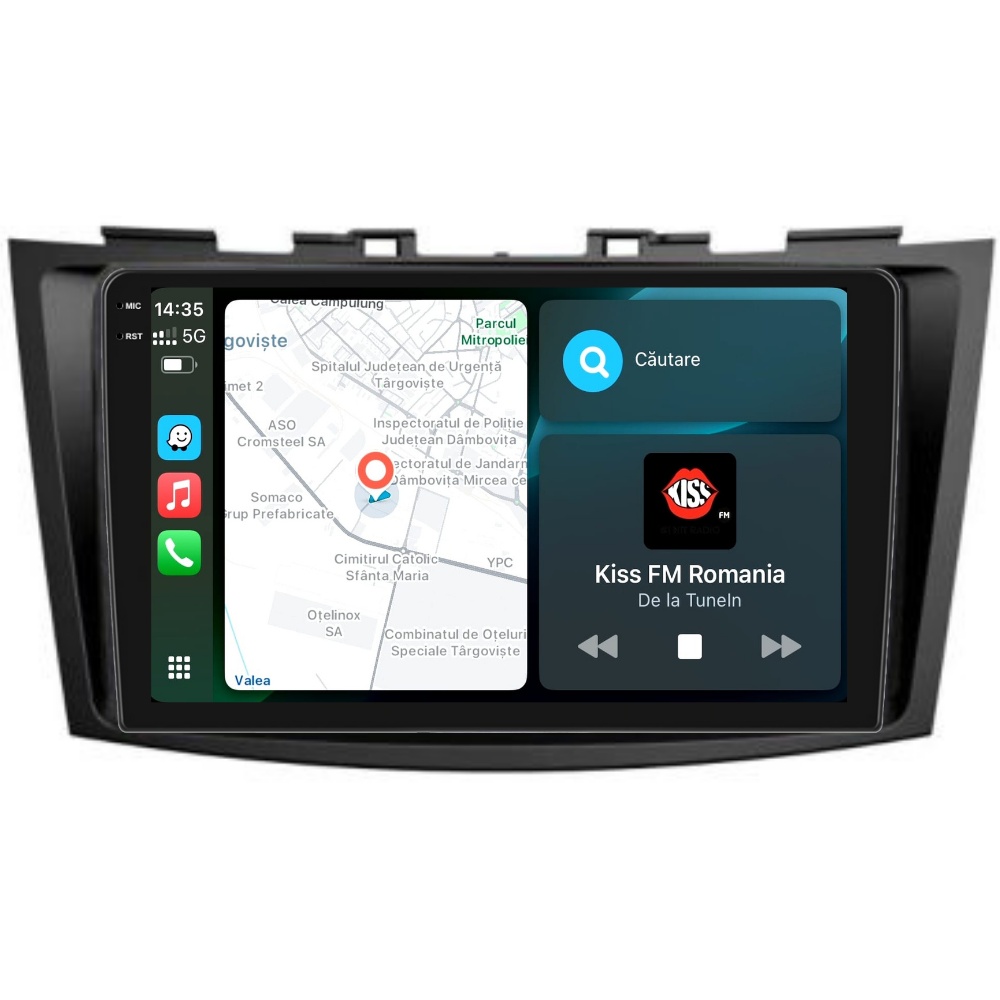 MIC
14:35
RST
5G
Calea Câmpulung
goviște
Parcul
Mitropoliei
Spitalul Județean de Urgență
Târgoviște
imet 2
ASO
Cromsteel SA
Inspectoratul de Poliție
Județean Dâmbovița
ectoratul de Jandarm
Dâmbovița Mircea ce
Somaco
Grup Prefabricate
Cimitirul Catolic
Sfânta Maria
YPC
Oțelinox
SA
Combinatul de Oțeluri
Speciale Târgoviște
Valea
Căutare
KISS
FM
Kiss FM Romania
De la TuneIn